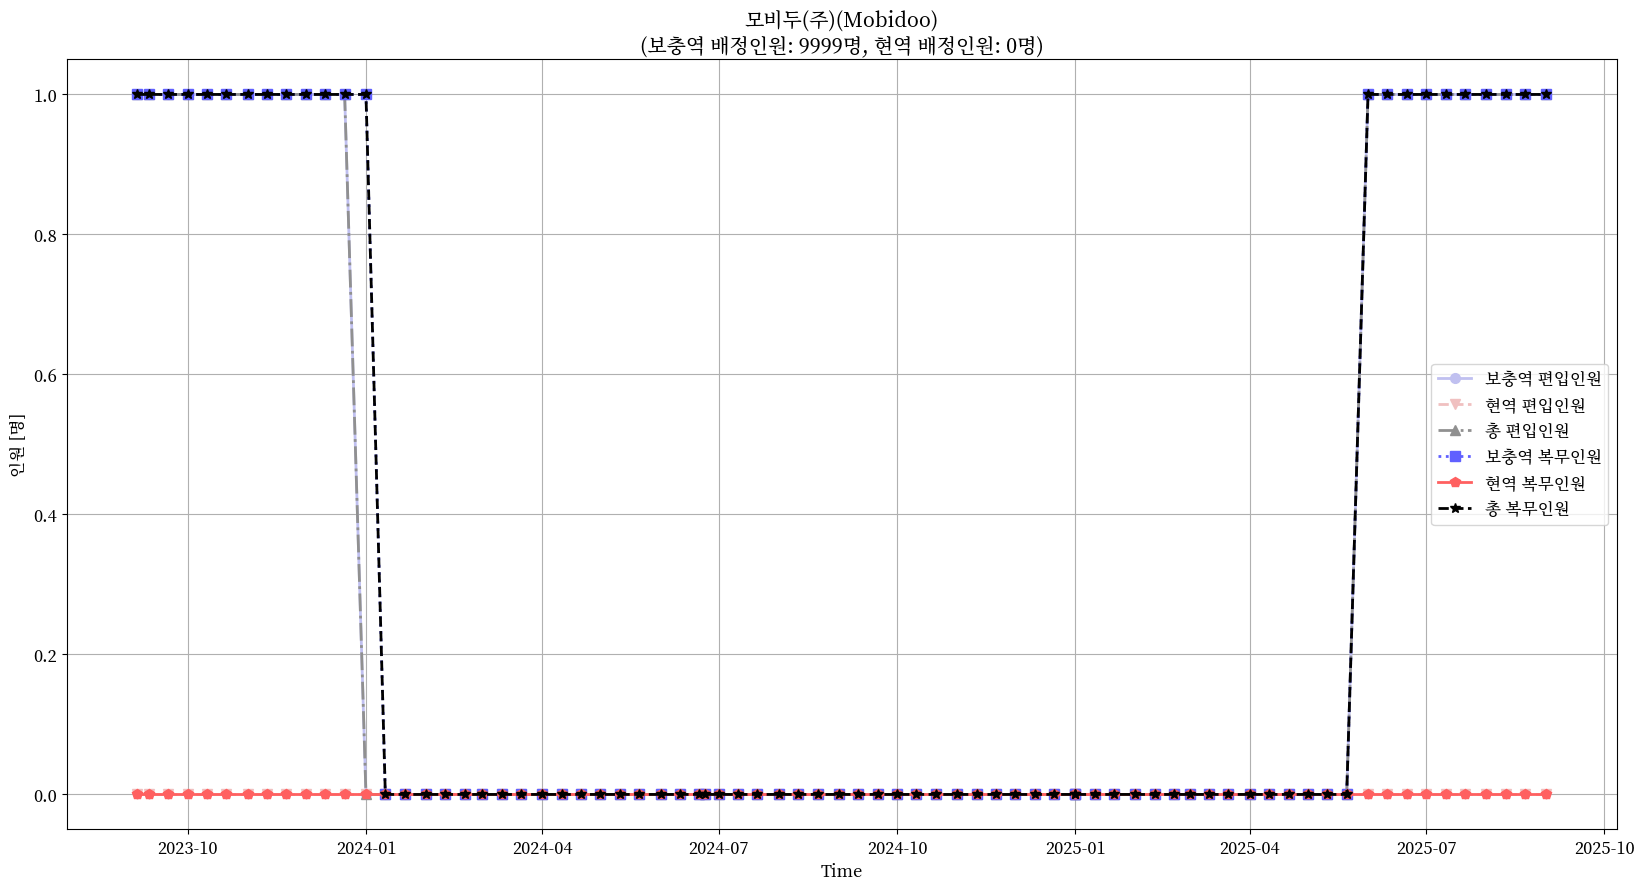 모비두(주)(Mobidoo)
(보충역 배정인원: 9999명, 현역 배정인원: 0명)
인원 [명]
1.0
0.8
0.6
0.4
0.2
0.0
보충역 편입인원
현역 편입인원
총 편입인원
보충역 복무인원
현역 복무인원
총 복무인원
2023-10
2024-01
2024-04
2024-07
2024-10
2025-01
2025-04
2025-07
2025-10
Time